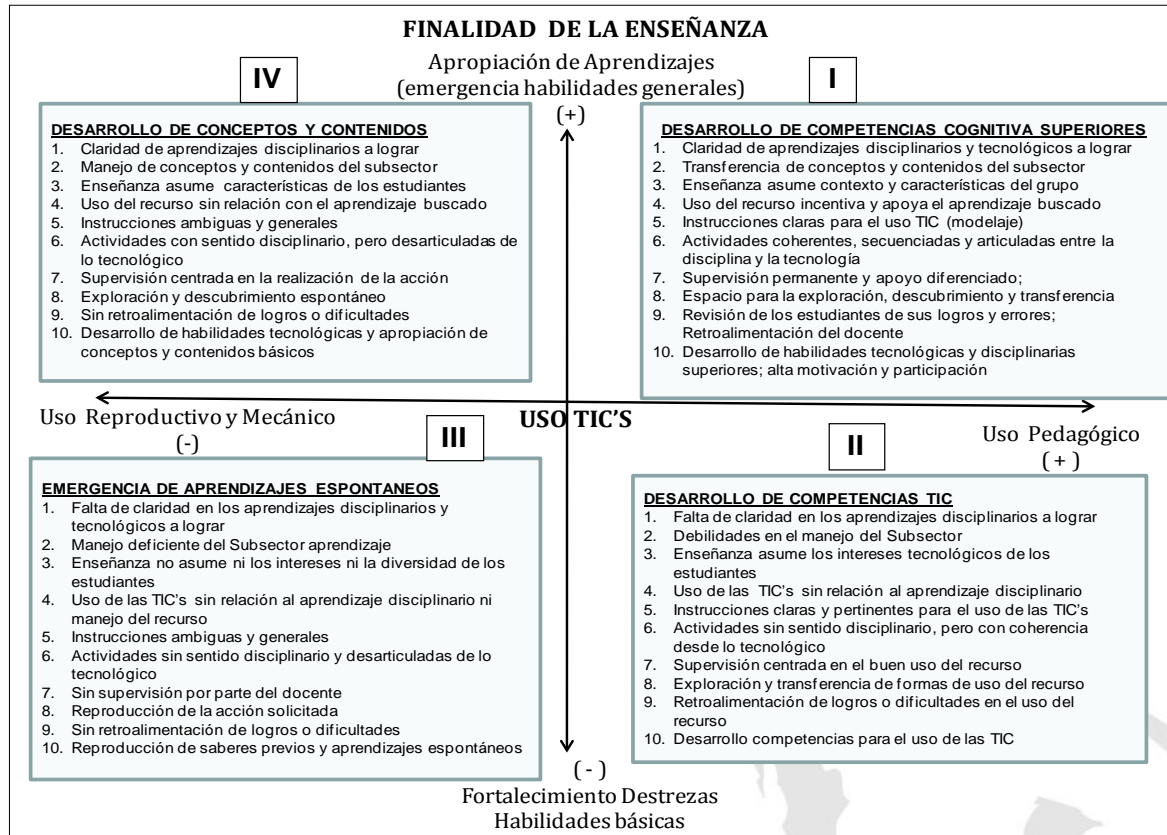 FINALIDAD DE LA ENSEÑANZA
Apropiación de Aprendizajes
(emergencia habilidades generales)
(+)
IV
DESARROLLO DE CONCEPTOS Y CONTENIDOS
1. Claridad de aprendizajes disciplinarios a lograr
2. Manejo de conceptos y contenidos del subsector
3. Enseñanza asume características de los estudiantes
4. Uso del recurso sin relación con el aprendizaje buscado
5. Instrucciones ambiguas y generales
6. Actividades con sentido disciplinario, pero desarticuladas de
lo tecnológico
7. Supervisión centrada en la realización de la acción
8. Exploración y descubrimiento espontáneo
9. Sin retroalimentación de logros o dificultades
10. Desarrollo de habilidades tecnológicas y apropiación de
conceptos y contenidos básicos
I
DESARROLLO DE COMPETENCIAS COGNITIVA SUPERIORES
1. Claridad de aprendizajes disciplinarios y tecnológicos a lograr
2. Transferencia de conceptos y contenidos del subsector
3. Enseñanza asume contexto y características del grupo
4. Uso del recurso incentiva y apoya el aprendizaje buscado
5. Instrucciones claras para el uso TIC (modelaje)
6. Actividades coherentes, secuenciadas y articuladas entre la
disciplina y la tecnología
7. Supervisión permanente y apoyo diferenciado;
8. Espacio para la exploración, descubrimiento y transferencia
9. Revisión de los estudiantes de sus logros y errores;
Retroalimentación del docente
10. Desarrollo de habilidades tecnológicas y disciplinarias
superiores; alta motivación y participación
Uso Reproductivo y Mecánico
(-)
USO TIC'S
Uso Pedagógico
( + )
III
EMERGENCIA DE APRENDIZAJES ESPONTANEOS
1. Falta de claridad en los aprendizajes disciplinarios y
tecnológicos a lograr
2. Manejo deficiente del Subsector aprendizaje
3. Enseñanza no asume ni los intereses ni la diversidad de los
estudiantes
4. Uso de las TIC's sin relación al aprendizaje disciplinario ni
manejo del recurso
5. Instrucciones ambiguas y generales
6. Actividades sin sentido disciplinario y desarticuladas de lo
tecnológico
7. Sin supervisión por parte del docente
8. Reproducción de la acción solicitada
9. Sin retroalimentación de logros o dificultades
10. Reproducción de saberes previos y aprendizajes espontáneos
II
DESARROLLO DE COMPETENCIAS TIC
1. Falta de claridad en los aprendizajes disciplinarios a lograr
2. Debilidades en el manejo del Subsector
3. Enseñanza asume los intereses tecnológicos de los
estudiantes
4. Uso de las TIC's sin relación al aprendizaje disciplinario
5. Instrucciones claras y pertinentes para el uso de las TIC's
6. Actividades sin sentido disciplinario, pero con coherencia
desde lo tecnológico
7. Supervisión centrada en el buen uso del recurso
8. Exploración y transferencia de formas de uso del recurso
9. Retroalimentación de logros o dificultades en el uso del
recurso
10. Desarrollo competencias para el uso de las TIC
( - )
Fortalecimiento Destrezas
Habilidades básicas